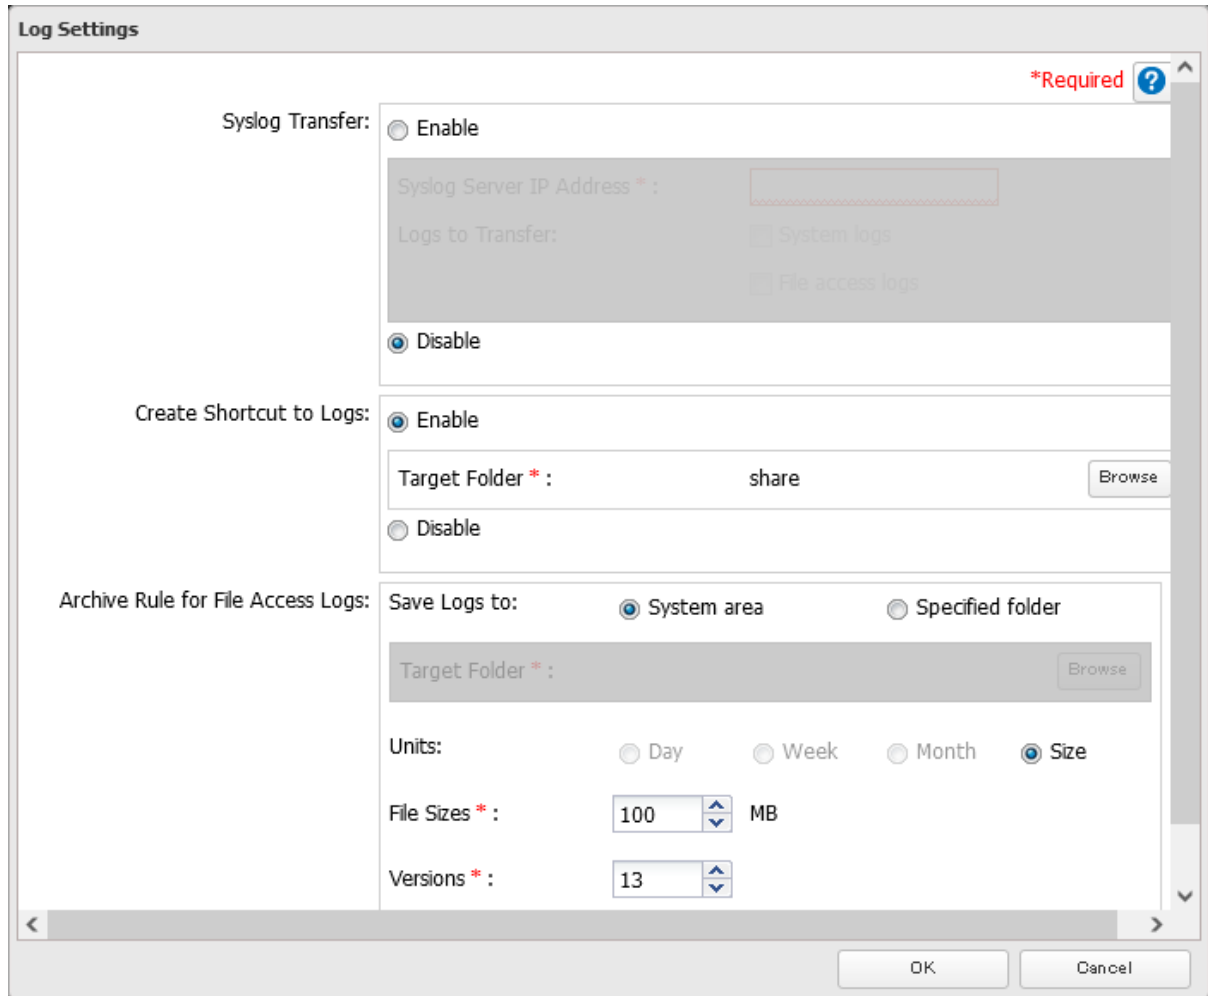 Log Settings
*Required ?
Syslog Transfer: Enable
Syslog Server IP Address * :
Logs to Transfer: System logs
File access logs
Disable
Create Shortcut to Logs: Enable
Target Folder * : share Browse
Disable
Archive Rule for File Access Logs: Save Logs to: System area Specified folder
Target Folder * : Browse
Units: Day Week Month Size
File Sizes * : 100 MB
Versions * : 13
OK Cancel